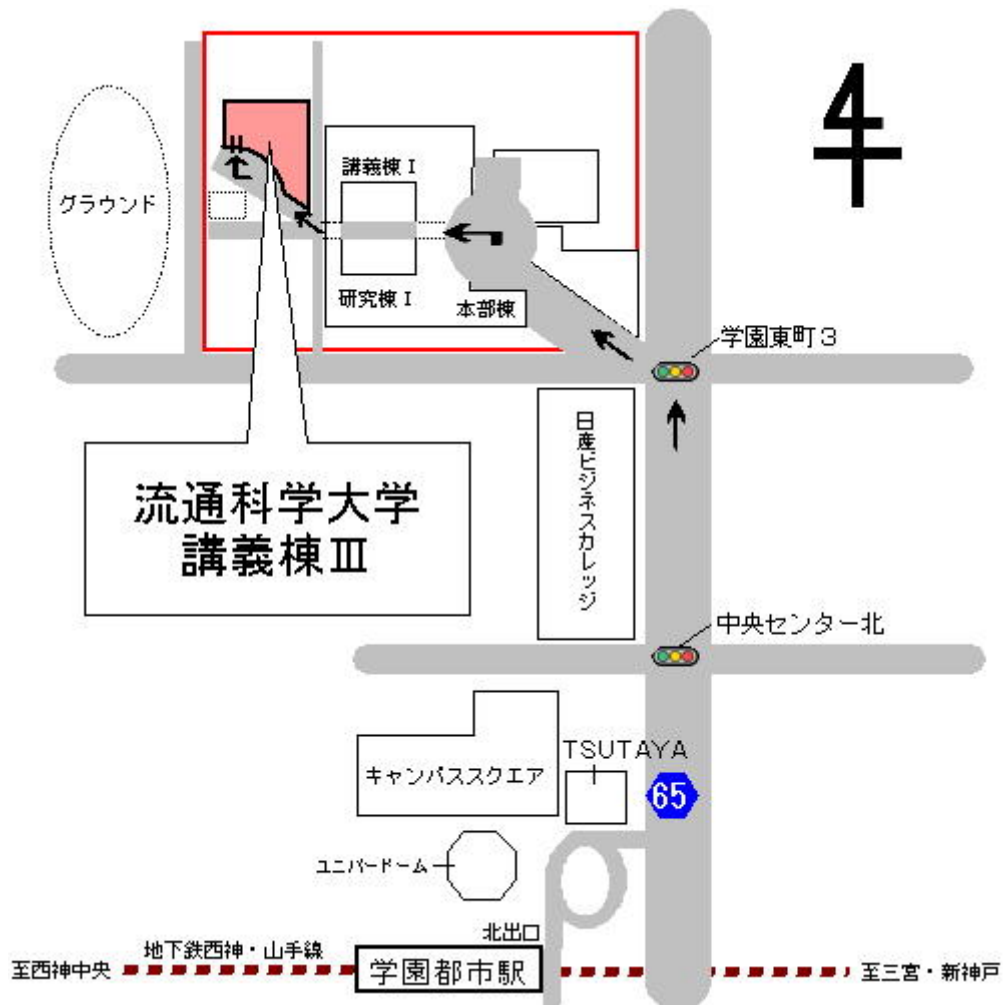 グラウンド
講義棟Ⅰ
研究棟Ⅰ
本部棟
学園東町3
流通科学大学
講義棟Ⅲ
日産ビジネスカレッジ
中央センター北
キャンパススクエア
TSUTAYA
65
ユニバードーム
北出口
地下鉄西神・山手線
至西神中央
学園都市駅
至三宮・新神戸